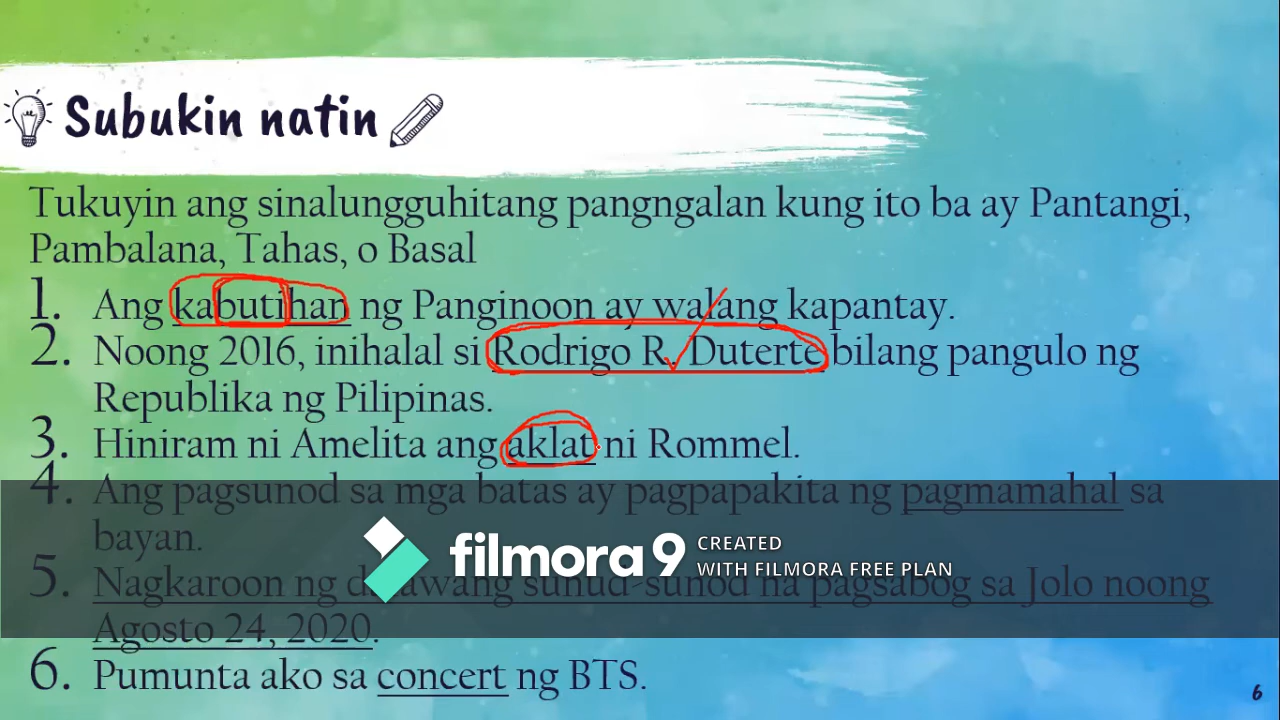 Subukin natin
Tukuyin ang sinalungguhitang pangngalan kung ito ba ay Pantangi,
Pambalana, Tahas, o Basal
1. Ang kabutihan ng Panginoon ay walang kapantay.
2. Noong 2016, inihalal si Rodrigo R. Duterte bilang pangulo ng
Republika ng Pilipinas.
3. Hiniram ni Amelita ang aklat ni Rommel.
4. Ang pagsunod sa mga batas ay pagpapakita ng pagmamahal sa
bayan.
filmora 9 CREATED
WITH FILMORA FREE PLAN
5. Nagkaroon ng sunud-sunod na pagsabog sa Jolo noong
Agosto 24, 2020.
6. Pumunta ako sa concert ng BTS.
6